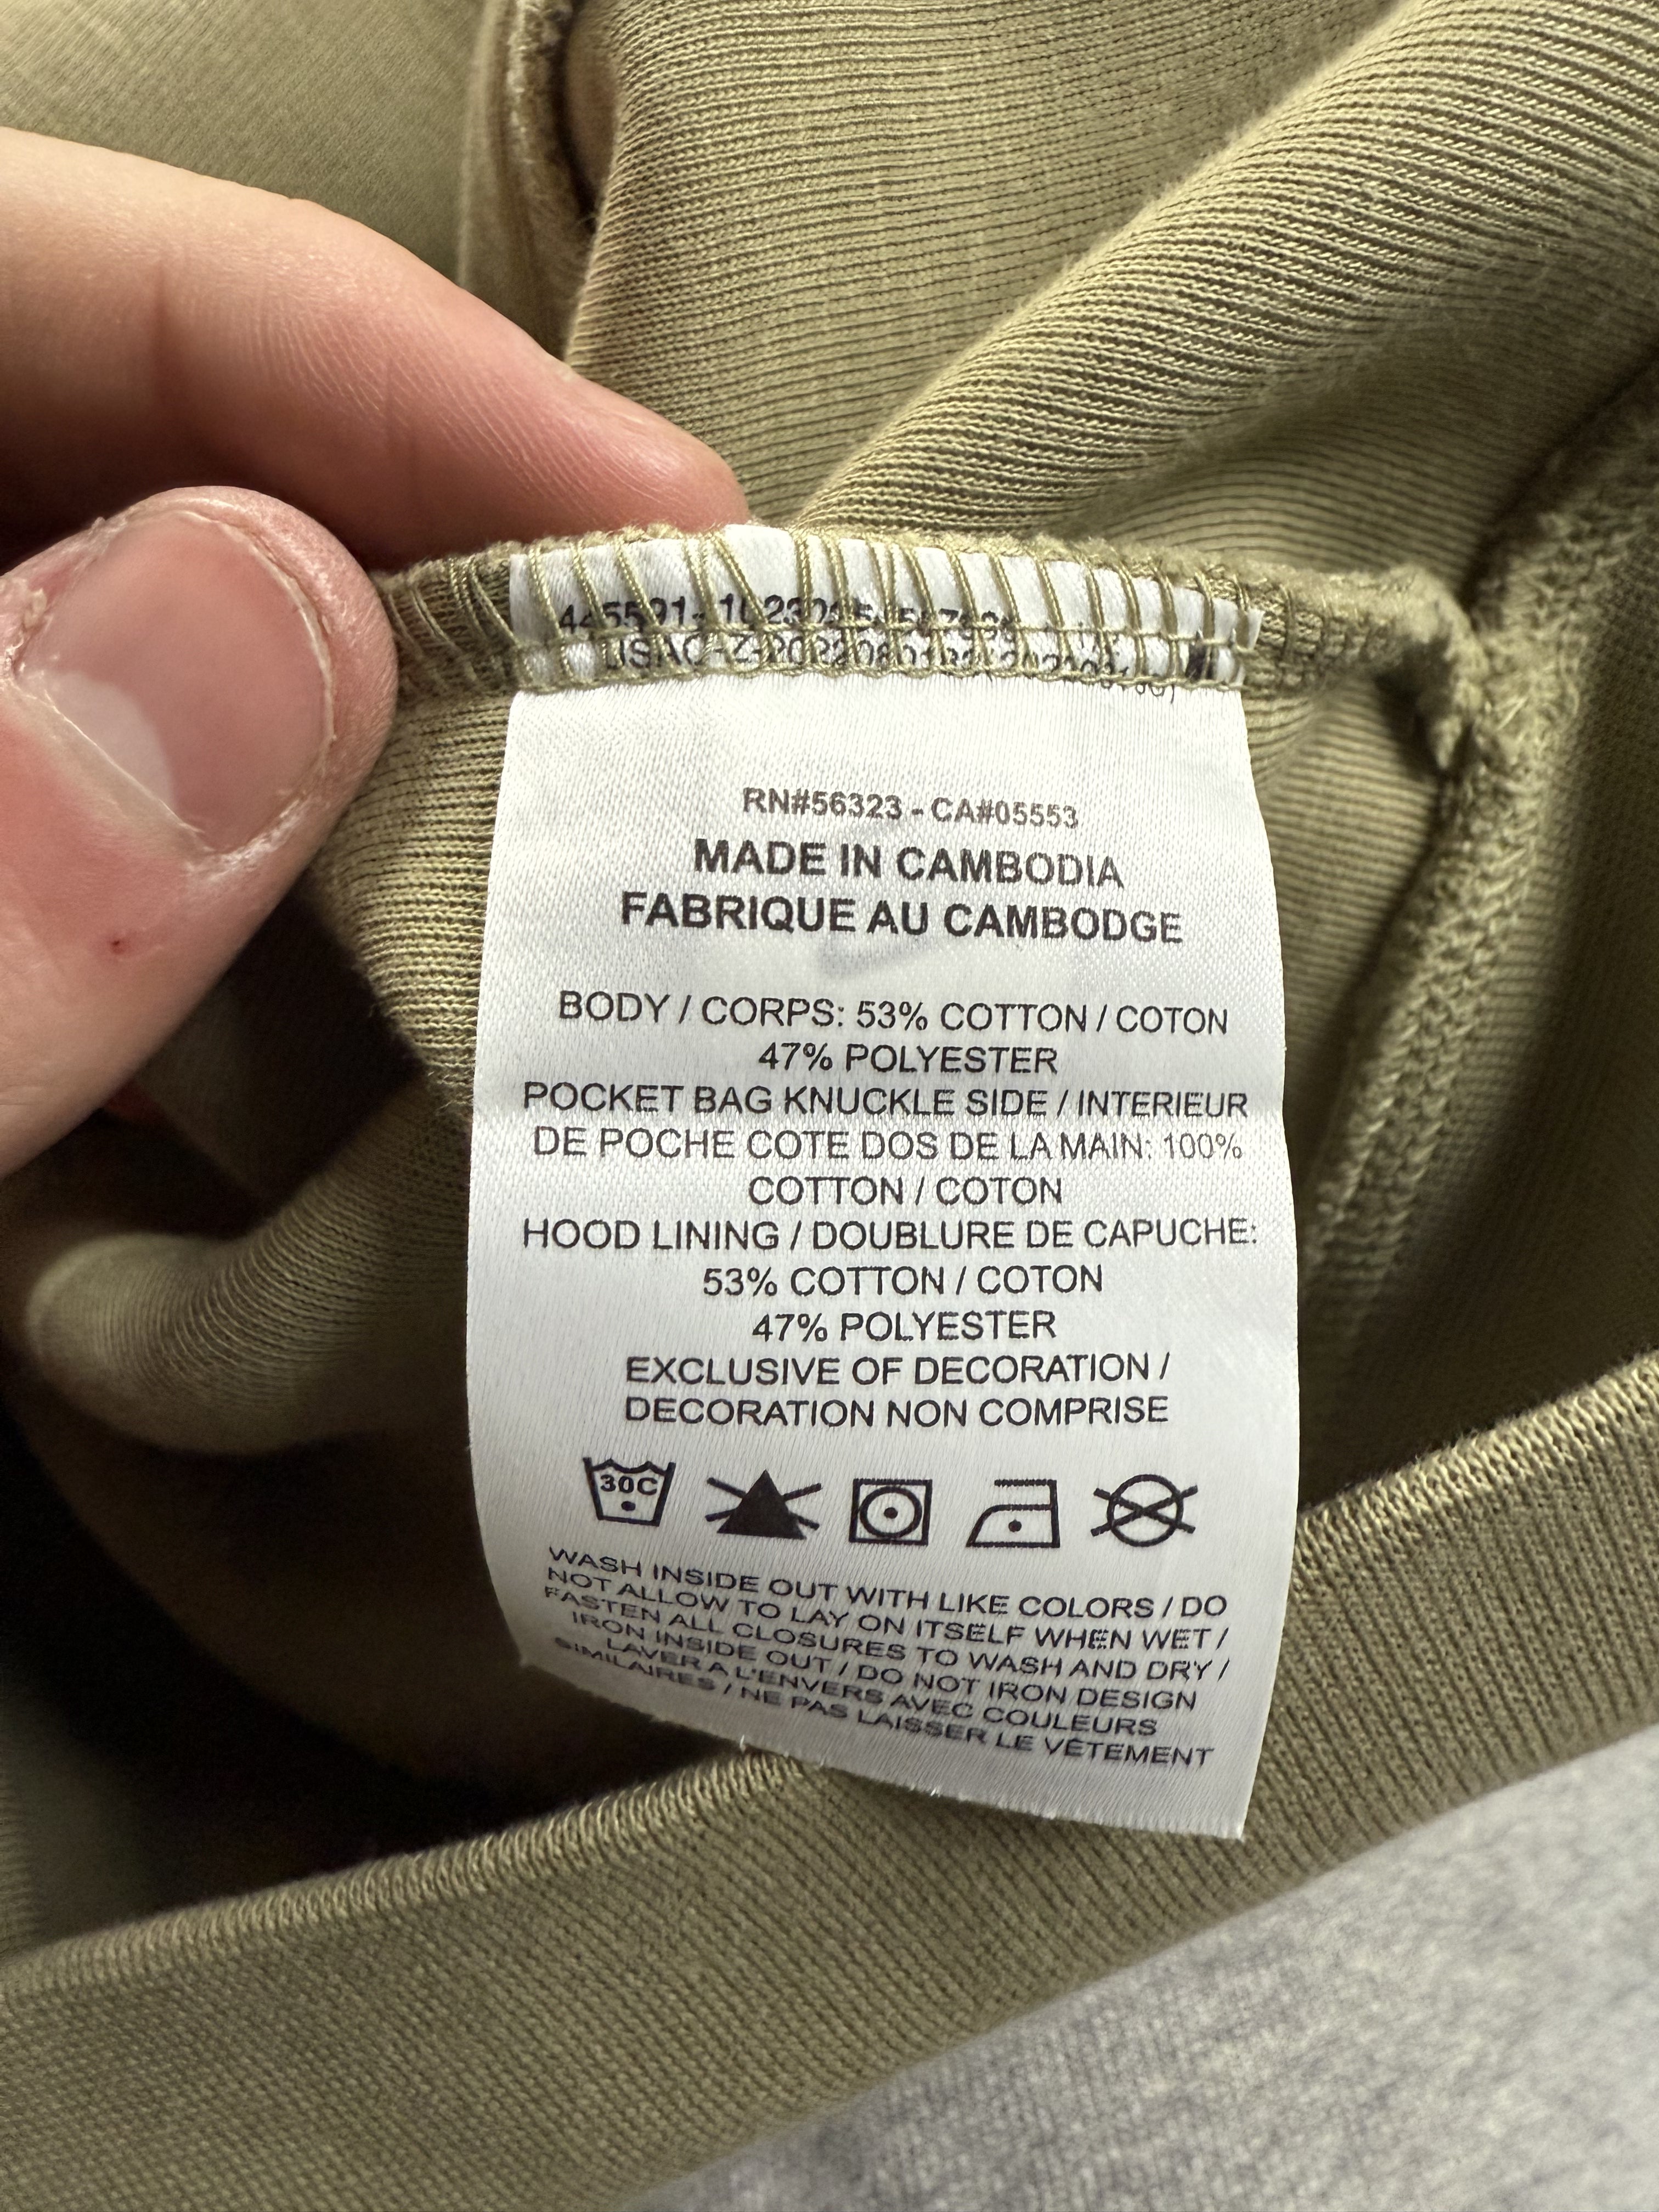 RN#56323 - CA#05553
MADE IN CAMBODIA
FABRIQUE AU CAMBODGE
BODY / CORPS: 53% COTTON / COTON
47% POLYESTER
POCKET BAG KNUCKLE SIDE / INTERIEUR
DE POCHE COTE DOS DE LA MAIN: 100%
COTTON / COTON
HOOD LINING / DOUBLURE DE CAPUCHE:
53% COTTON / COTON
47% POLYESTER
EXCLUSIVE OF DECORATION /
DECORATION NON COMPRISE
30C
WASH INSIDE OUT WITH LIKE COLORS / DO
NOT ALLOW TO LAY ON ITSELF WHEN WET /
FASTEN ALL CLOSURES TO WASH AND DRY /
IRON INSIDE OUT / DO NOT IRON DESIGN
LAVER A L'ENVERS AVEC COULEURS
SIMILAIRES / NE PAS LAISSER LE VÊTEMENT